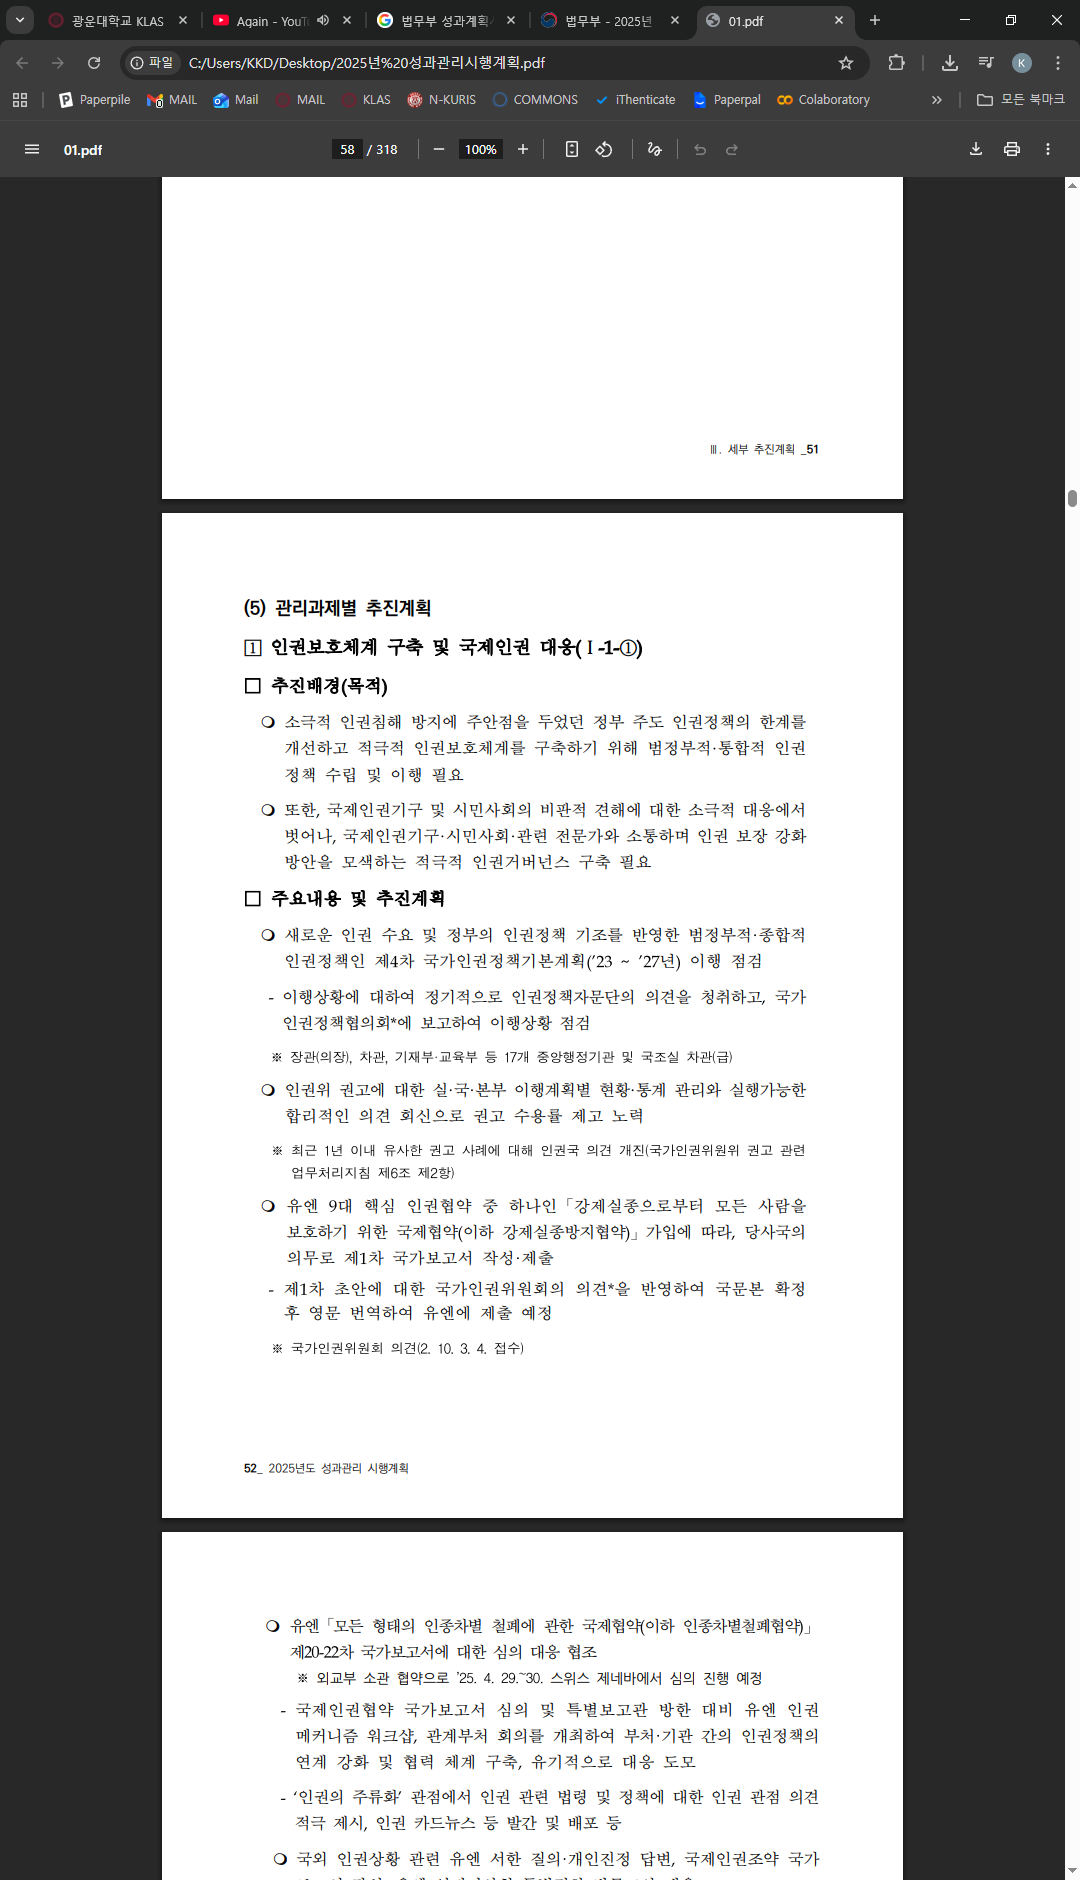 광운대학교 KLAS
Again - YouTu
법무부 성과계획
법무부 - 2025년
01.pdf
파일
C:/Users/KKD/Desktop/2025년%20성과관리시행계획.pdf
K
Paperpile
MAIL
Mail
MAIL
KLAS
N-KURIS
COMMONS
iThenticate
Paperpal
Colaboratory
모든 북마크
01.pdf
58 / 318
100%
Ⅲ. 세부 추진계획 _51
(5) 관리과제별 추진계획
1 인권보호체계 구축 및 국제인권 대응(Ⅰ-1-①)
□ 추진배경(목적)
❍ 소극적 인권침해 방지에 주안점을 두었던 정부 주도 인권정책의 한계를
개선하고 적극적 인권보호체계를 구축하기 위해 범정부적·통합적 인권
정책 수립 및 이행 필요
❍ 또한, 국제인권기구 및 시민사회의 비판적 견해에 대한 소극적 대응에서
벗어나, 국제인권기구·시민사회·관련 전문가와 소통하며 인권 보장 강화
방안을 모색하는 적극적 인권거버넌스 구축 필요
□ 주요내용 및 추진계획
❍ 새로운 인권 수요 및 정부의 인권정책 기조를 반영한 범정부적·종합적
인권정책인 제4차 국가인권정책기본계획('23 ~ '27년) 이행 점검
- 이행상황에 대하여 정기적으로 인권정책자문단의 의견을 청취하고, 국가
인권정책협의회*에 보고하여 이행상황 점검
※ 장관(의장), 차관, 기재부·교육부 등 17개 중앙행정기관 및 국조실 차관(급)
❍ 인권위 권고에 대한 실·국·본부 이행계획별 현황·통계 관리와 실행가능한
합리적인 의견 회신으로 권고 수용률 제고 노력
※ 최근 1년 이내 유사한 권고 사례에 대해 인권국 의견 개진(국가인권위원위 권고 관련
업무처리지침 제6조 제2항)
❍ 유엔 9대 핵심 인권협약 중 하나인「강제실종으로부터 모든 사람을
보호하기 위한 국제협약(이하 강제실종방지협약)」가입에 따라, 당사국의
의무로 제1차 국가보고서 작성·제출
- 제1차 초안에 대한 국가인권위원회의 의견*을 반영하여 국문본 확정
후 영문 번역하여 유엔에 제출 예정
※ 국가인권위원회 의견(2. 10. 3. 4. 접수)
52_ 2025년도 성과관리 시행계획
❍ 유엔「모든 형태의 인종차별 철폐에 관한 국제협약(이하 인종차별철폐협약)」
제20-22차 국가보고서에 대한 심의 대응 협조
※ 외교부 소관 협약으로 '25. 4. 29.~30. 스위스 제네바에서 심의 진행 예정
- 국제인권협약 국가보고서 심의 및 특별보고관 방한 대비 유엔 인권
메커니즘 워크샵, 관계부처 회의를 개최하여 부처·기관 간의 인권정책의
연계 강화 및 협력 체계 구축, 유기적으로 대응 도모
- '인권의 주류화' 관점에서 인권 관련 법령 및 정책에 대한 인권 관점 의견
적극 제시, 인권 카드뉴스 등 발간 및 배포 등
❍ 국외 인권상황 관련 유엔 서한 질의·개인진정 답변, 국제인권조약 국가